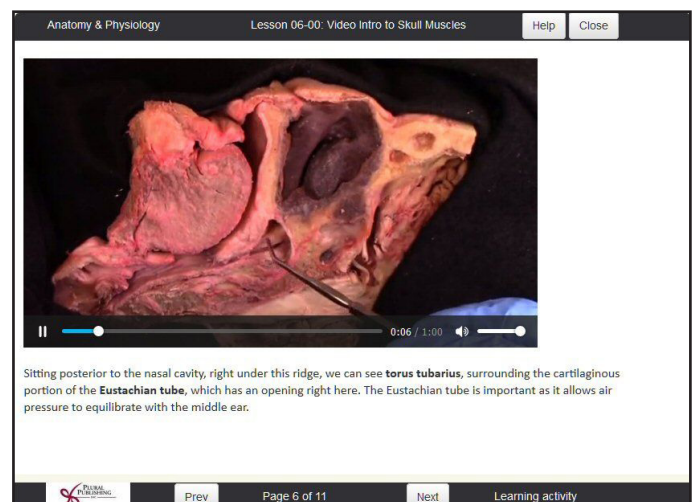 Anatomy & Physiology
Lesson 06-00: Video Intro to Skull Muscles
Help
Close
0:06 / 1:00
Sitting posterior to the nasal cavity, right under this ridge, we can see torus tubarius, surrounding the cartilaginous
portion of the Eustachian tube, which has an opening right here. The Eustachian tube is important as it allows air
pressure to equilibrate with the middle ear.
PLURAL
PUBLISHING
INC.
Prev
Page 6 of 11
Next
Learning activity